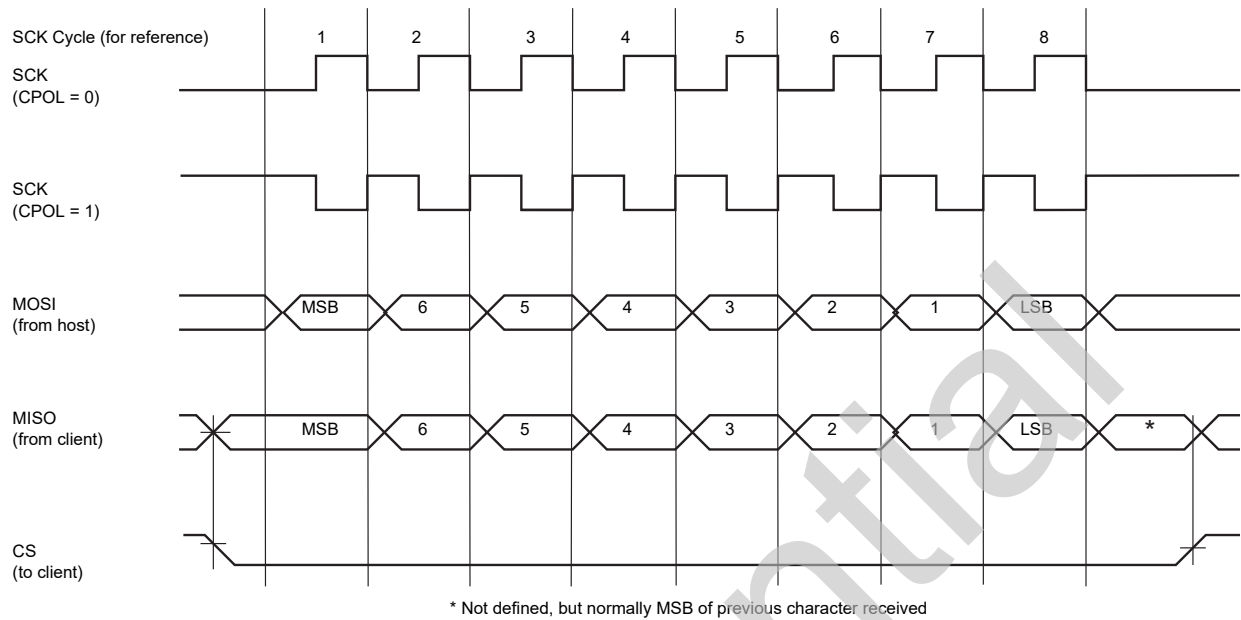 SCK Cycle (for reference) 1 2 3 4 5 6 7 8
SCK
(CPOL = 0)
SCK
(CPOL = 1)
MOSI
(from host)
MSB 6 5 4 3 2 1 LSB
MISO
(from client)
MSB 6 5 4 3 2 1 LSB *
CS
(to client)
* Not defined, but normally MSB of previous character received
ntial